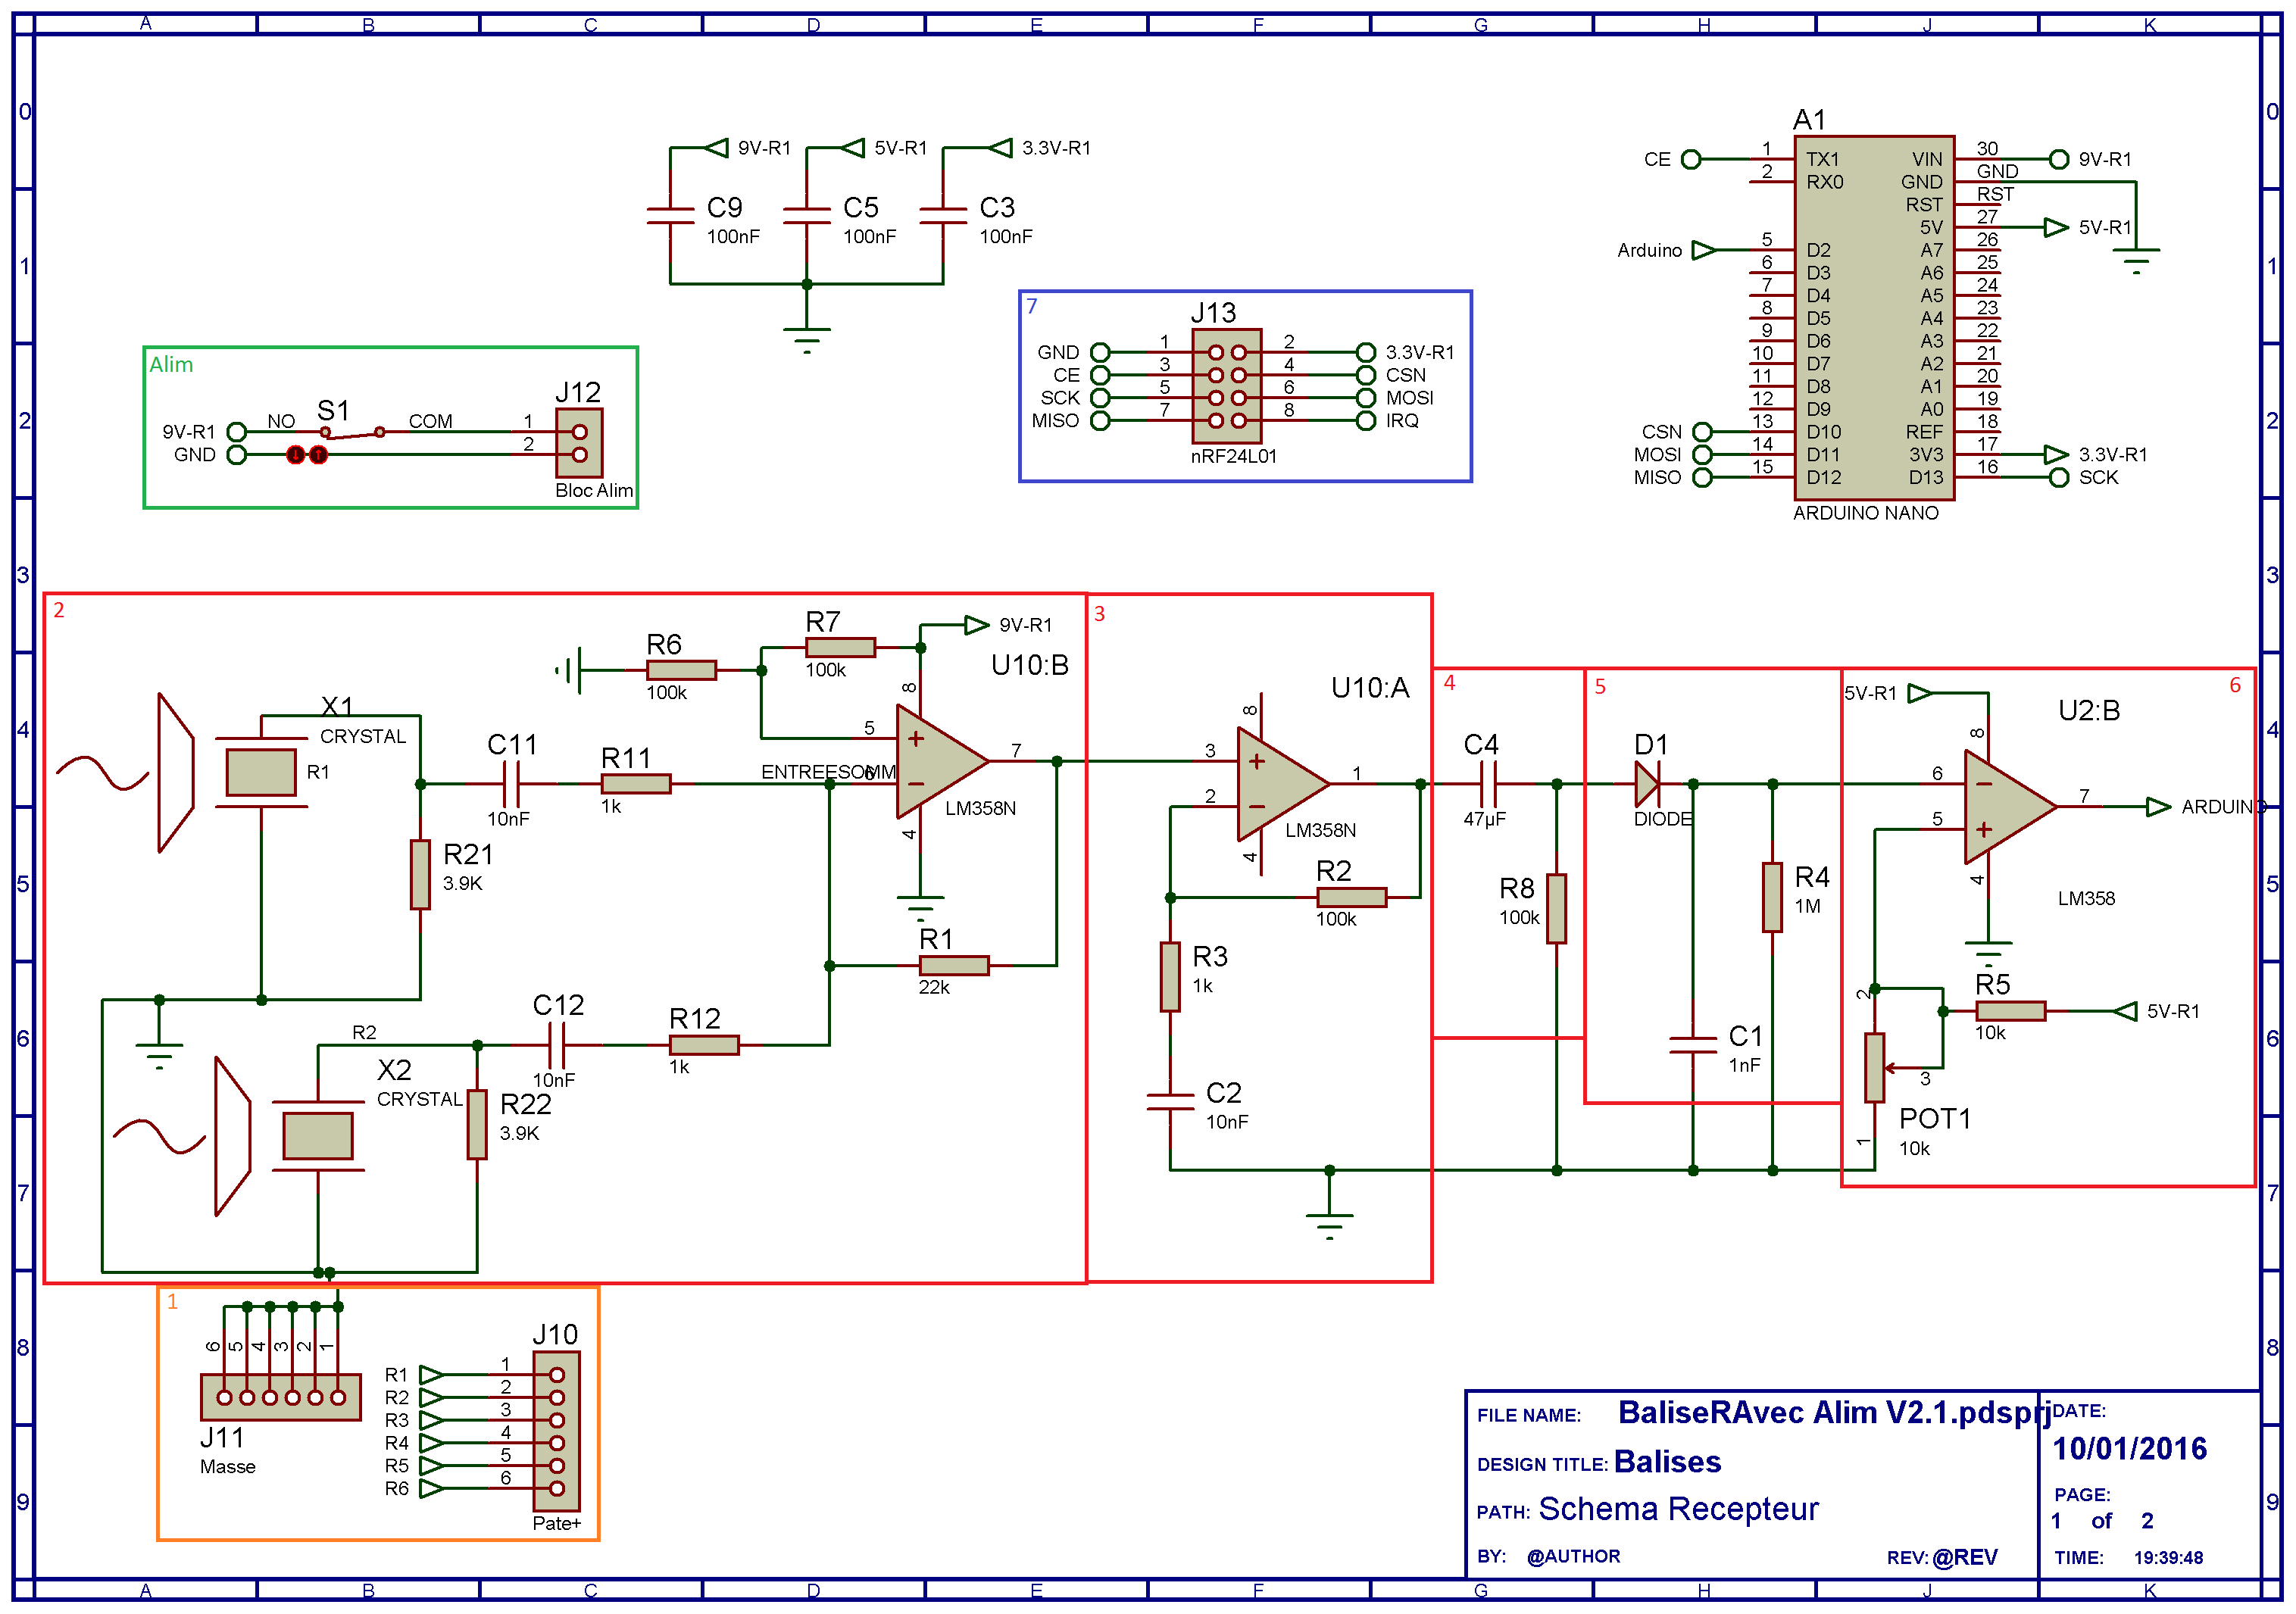 A B C D E F G H J K
0 0
1 1
2 2
3 3
4 4
5 5
6 6
7 7
8 8
9 9
9V-R1 5V-R1 3.3V-R1
C9 C5 C3
100nF 100nF 100nF
A1
CE 1 TX1 VIN 30 9V-R1
2 RX0 GND GND
RST RST
5V 27 5V-R1
Arduino 5 D2 A7 26
6 D3 A6 25
7 D4 A5 24
8 D5 A4 23
9 D6 A3 22
10 D7 A2 21
11 D8 A1 20
12 D9 A0 19
CSN 13 D10 REF 18
MOSI 14 D11 3V3 17 3.3V-R1
MISO 15 D12 D13 16 SCK
ARDUINO NANO
7
J13
GND 1 2 3.3V-R1
CE 3 4 CSN
SCK 5 6 MOSI
MISO 7 8 IRQ
nRF24L01
Alim
S1 J12
9V-R1 NO COM 1
GND 2
Bloc Alim
2
R6
100k
R7
100k
9V-R1
U10:B
8
5
6
7
4
LM358N
ENTREESOMM
X1
CRYSTAL
R1
C11
10nF
R11
1k
R21
3.9K
R1
22k
R2
X2
CRYSTAL
C12
10nF
R12
1k
R22
3.9K
3
U10:A
8
3
2
1
4
LM358N
R2
100k
R3
1k
C2
10nF
4
C4
47µF
R8
100k
5
D1
DIODE
R4
1M
C1
1nF
6
5V-R1
U2:B
8
6
5
7
4
ARDUINO
LM358
R5
10k
5V-R1
2
3
1
POT1
10k
1
6 5 4 3 2 1
J11
Masse
J10
R1 1
R2 2
R3 3
R4 4
R5 5
R6 6
Pate+
FILE NAME: BaliseRAvec Alim V2.1.pdsprj
DATE:
10/01/2016
DESIGN TITLE: Balises
PATH: Schema Recepteur
PAGE:
1 of 2
BY: @AUTHOR REV: @REV
TIME: 19:39:48
A B C D E F G H J K